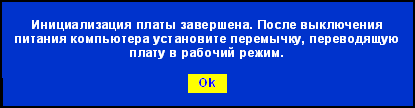 Инициализация платы завершена. После выключения
питания компьютера установите перемычку, переводящую
плату в рабочий режим.
Ok